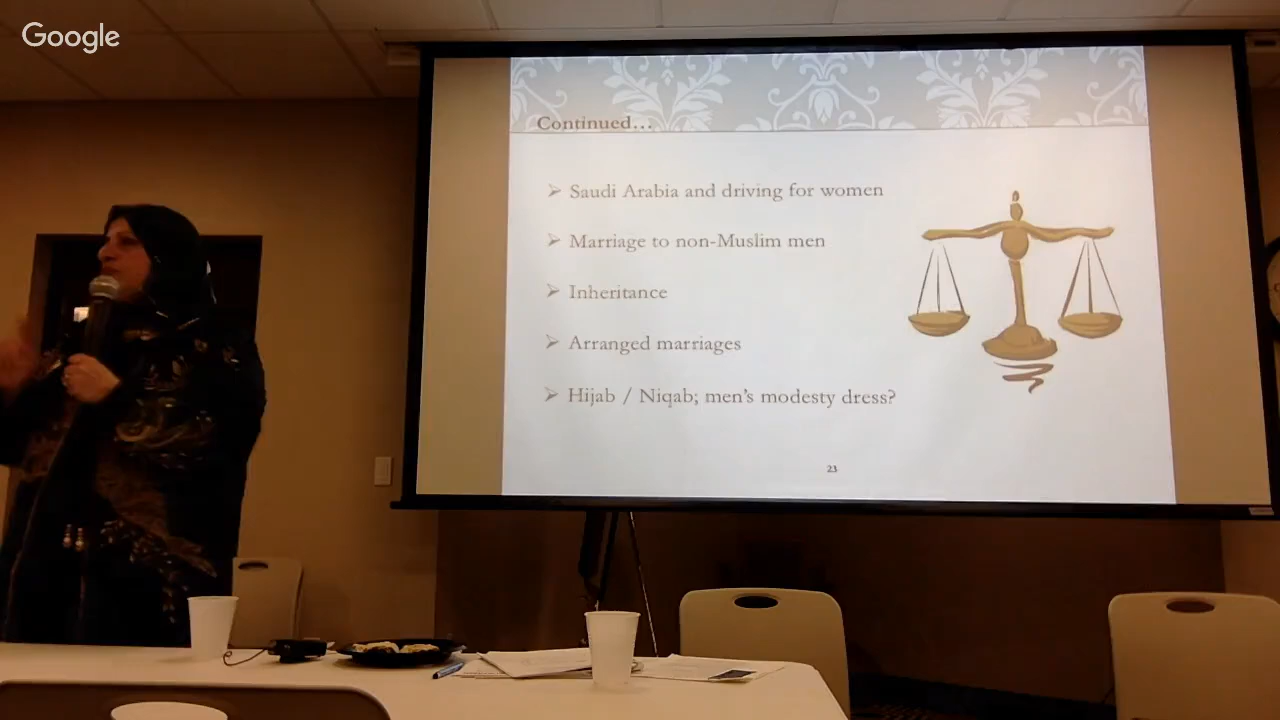 Google
Continued…
➢ Saudi Arabia and driving for women
➢ Marriage to non-Muslim men
➢ Inheritance
➢ Arranged marriages
➢ Hijab / Niqab; men's modesty dress?
23